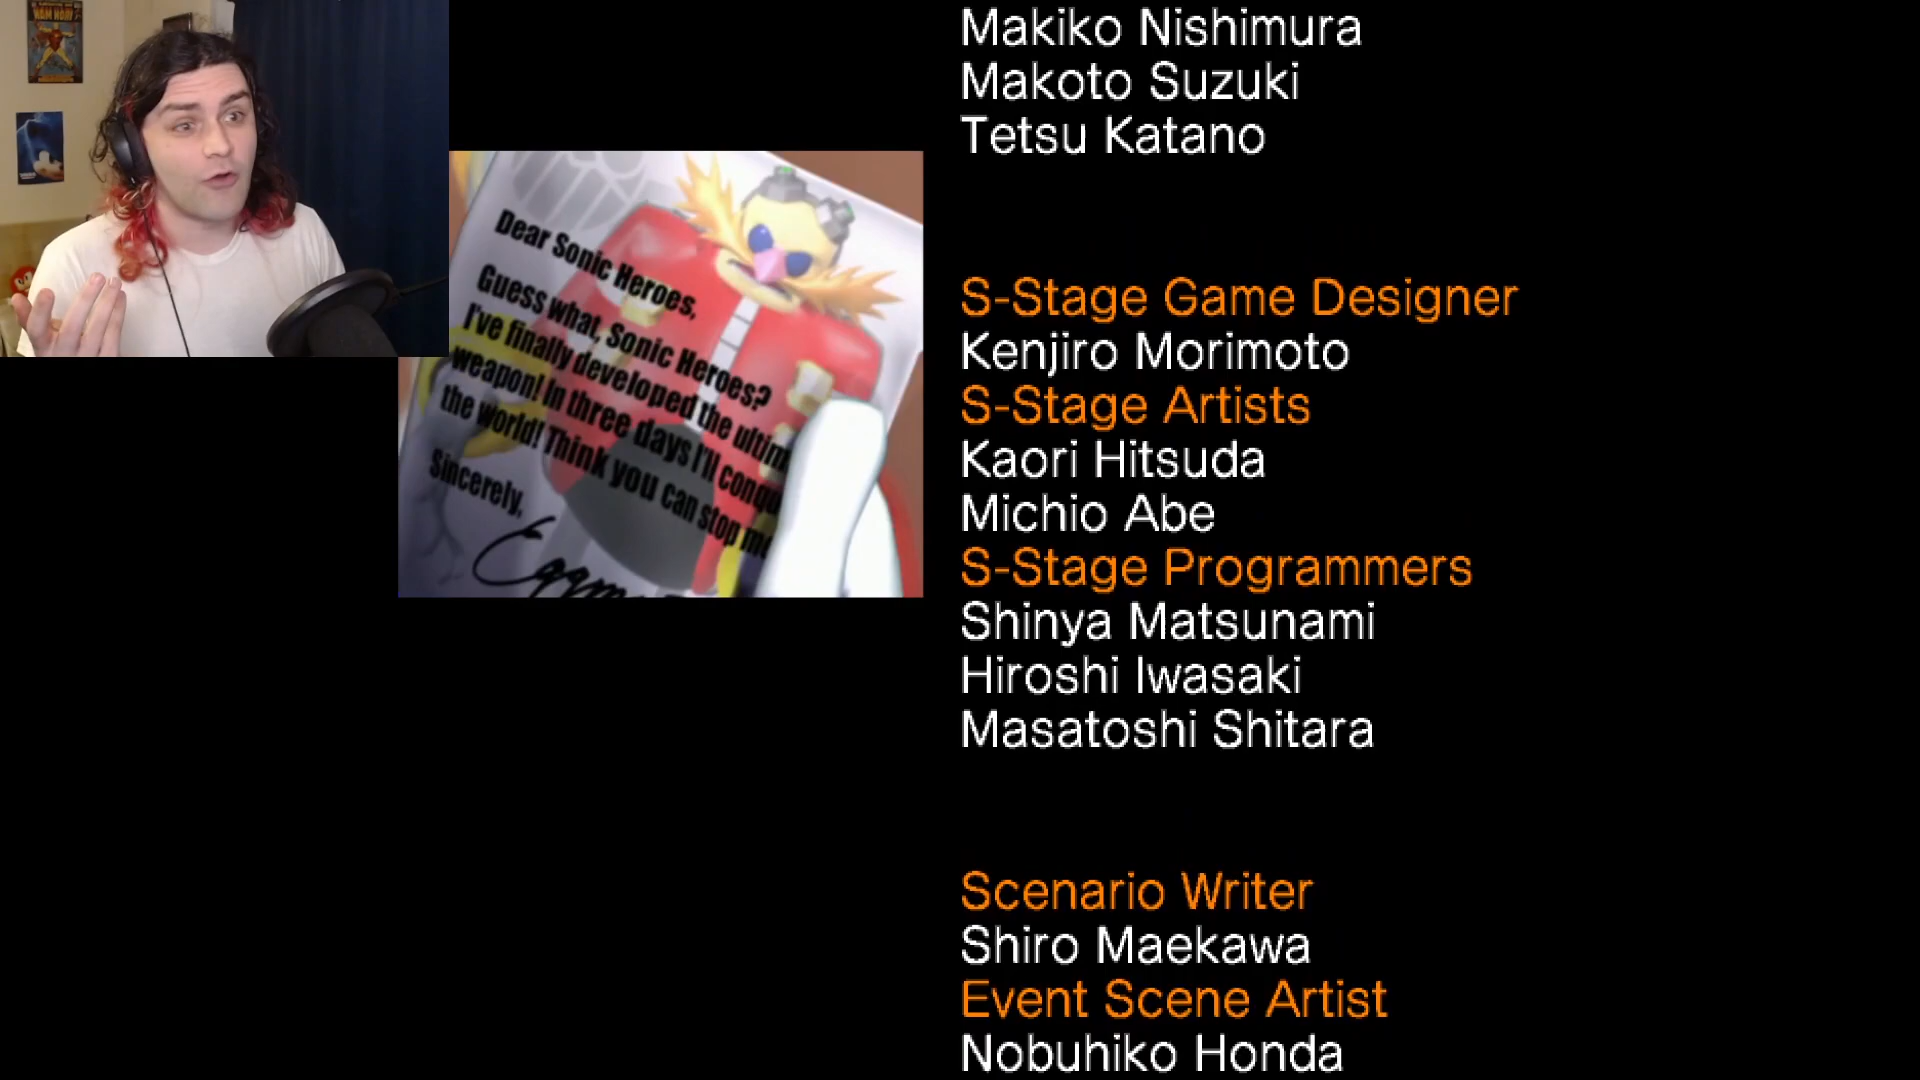 Makiko Nishimura
Makoto Suzuki
Tetsu Katano
Dear Sonic Heroes,
Guess what, Sonic Heroes?
I've finally developed the
weapon! In three days I'll
the world! Think you can stop
Sincerely,
S-Stage Game Designer
Kenjiro Morimoto
S-Stage Artists
Kaori Hitsuda
Michio Abe
S-Stage Programmers
Shinya Matsunami
Hiroshi Iwasaki
Masatoshi Shitara
Scenario Writer
Shiro Maekawa
Event Scene Artist
Nobuhiko Honda